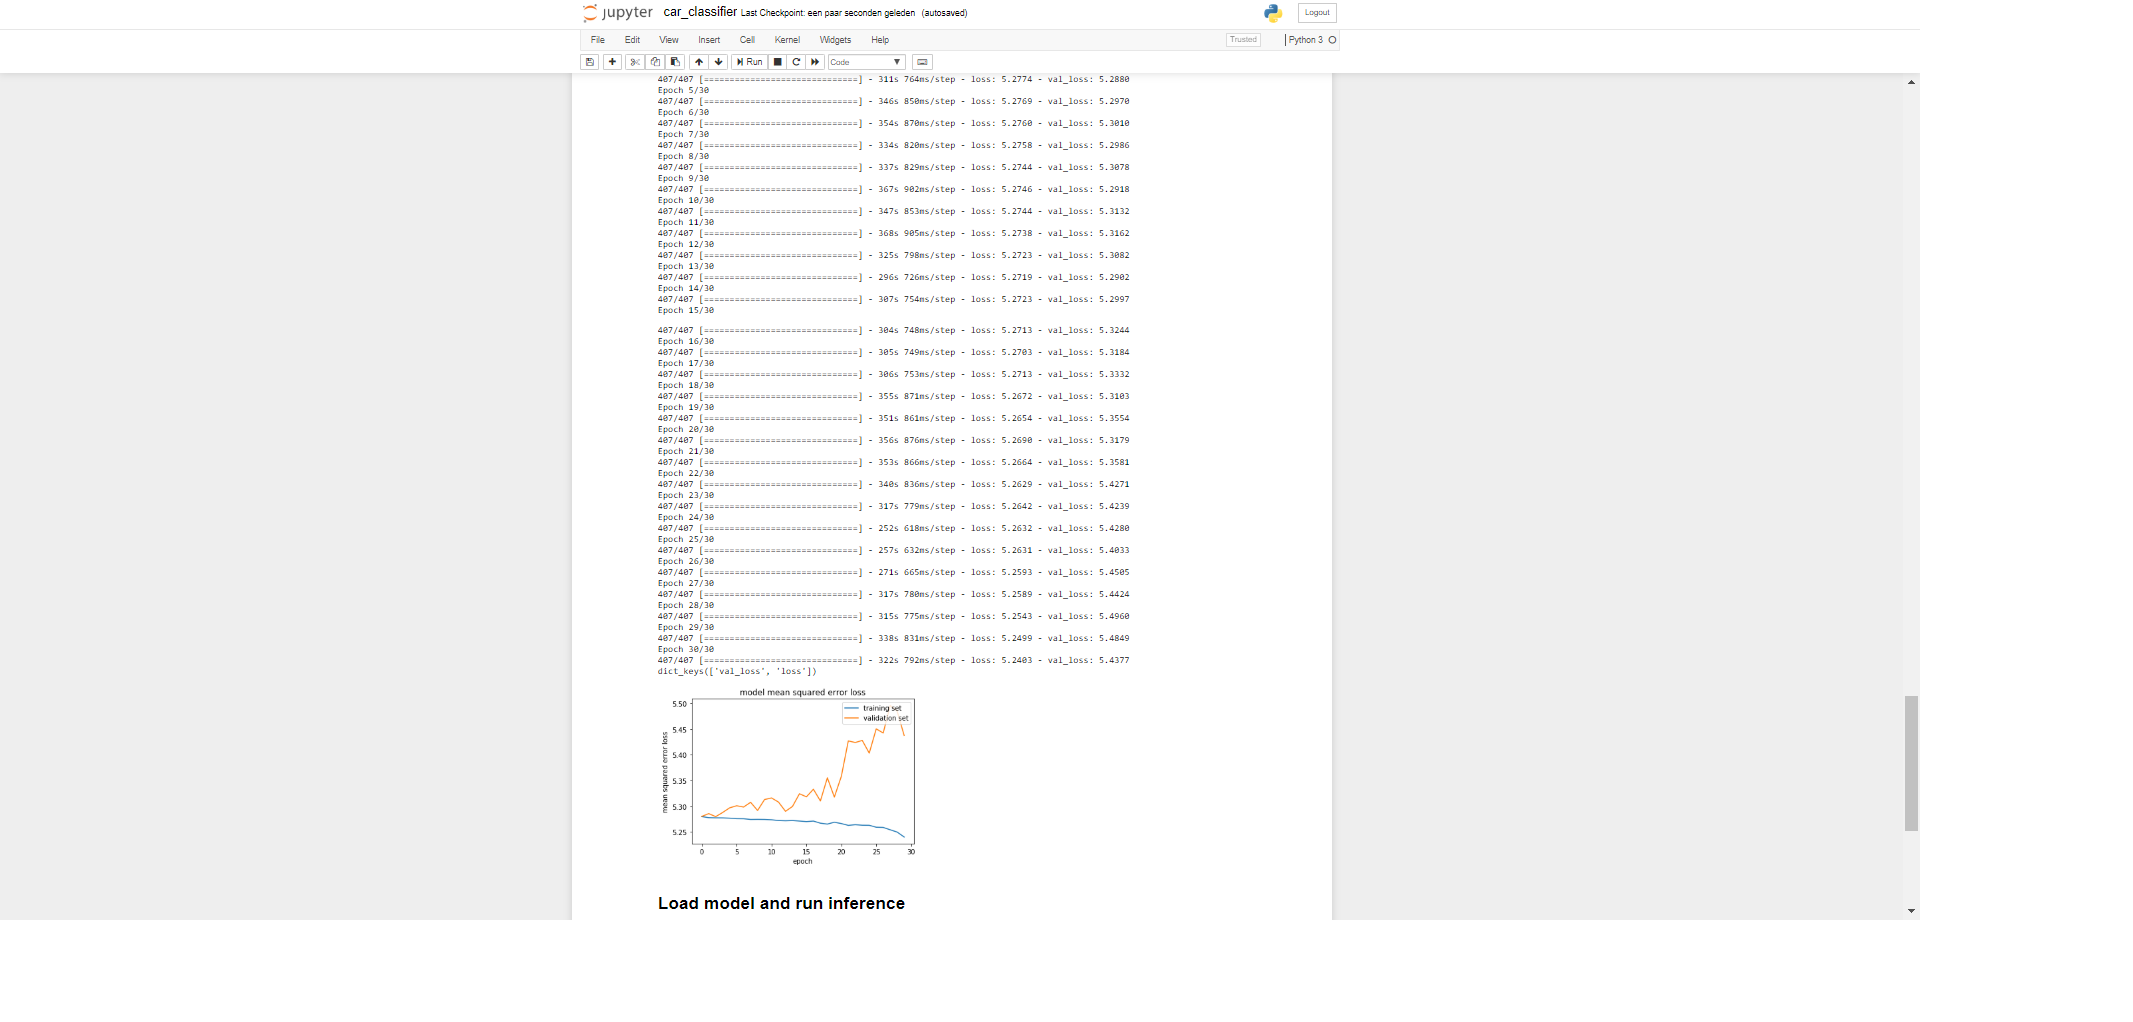 jupyter car_classifier Last Checkpoint: een paar seconden geleden (autosaved) Logout
File Edit View Insert Cell Kernel Widgets Help Trusted Python 3
Run Code
407/407 [==============================] - 311s 764ms/step - loss: 5.2774 - val_loss: 5.2880
Epoch 5/30
407/407 [==============================] - 346s 850ms/step - loss: 5.2769 - val_loss: 5.2970
Epoch 6/30
407/407 [==============================] - 354s 870ms/step - loss: 5.2760 - val_loss: 5.3010
Epoch 7/30
407/407 [==============================] - 334s 820ms/step - loss: 5.2758 - val_loss: 5.2986
Epoch 8/30
407/407 [==============================] - 337s 829ms/step - loss: 5.2744 - val_loss: 5.3078
Epoch 9/30
407/407 [==============================] - 367s 902ms/step - loss: 5.2746 - val_loss: 5.2918
Epoch 10/30
407/407 [==============================] - 347s 853ms/step - loss: 5.2744 - val_loss: 5.3132
Epoch 11/30
407/407 [==============================] - 368s 905ms/step - loss: 5.2738 - val_loss: 5.3162
Epoch 12/30
407/407 [==============================] - 325s 798ms/step - loss: 5.2723 - val_loss: 5.3082
Epoch 13/30
407/407 [==============================] - 296s 726ms/step - loss: 5.2719 - val_loss: 5.2902
Epoch 14/30
407/407 [==============================] - 307s 754ms/step - loss: 5.2723 - val_loss: 5.2997
Epoch 15/30
407/407 [==============================] - 304s 748ms/step - loss: 5.2713 - val_loss: 5.3244
Epoch 16/30
407/407 [==============================] - 305s 749ms/step - loss: 5.2703 - val_loss: 5.3184
Epoch 17/30
407/407 [==============================] - 306s 753ms/step - loss: 5.2713 - val_loss: 5.3332
Epoch 18/30
407/407 [==============================] - 355s 871ms/step - loss: 5.2672 - val_loss: 5.3103
Epoch 19/30
407/407 [==============================] - 351s 861ms/step - loss: 5.2654 - val_loss: 5.3554
Epoch 20/30
407/407 [==============================] - 356s 876ms/step - loss: 5.2690 - val_loss: 5.3179
Epoch 21/30
407/407 [==============================] - 353s 866ms/step - loss: 5.2664 - val_loss: 5.3581
Epoch 22/30
407/407 [==============================] - 340s 836ms/step - loss: 5.2629 - val_loss: 5.4271
Epoch 23/30
407/407 [==============================] - 317s 779ms/step - loss: 5.2642 - val_loss: 5.4239
Epoch 24/30
407/407 [==============================] - 252s 618ms/step - loss: 5.2632 - val_loss: 5.4280
Epoch 25/30
407/407 [==============================] - 257s 632ms/step - loss: 5.2631 - val_loss: 5.4033
Epoch 26/30
407/407 [==============================] - 271s 665ms/step - loss: 5.2593 - val_loss: 5.4505
Epoch 27/30
407/407 [==============================] - 317s 780ms/step - loss: 5.2589 - val_loss: 5.4424
Epoch 28/30
407/407 [==============================] - 315s 775ms/step - loss: 5.2543 - val_loss: 5.4960
Epoch 29/30
407/407 [==============================] - 338s 831ms/step - loss: 5.2499 - val_loss: 5.4849
Epoch 30/30
407/407 [==============================] - 322s 792ms/step - loss: 5.2403 - val_loss: 5.4377
dict_keys(['val_loss', 'loss'])
model mean squared error loss
training set
validation set
mean squared error loss
5.50
5.45
5.40
5.35
5.30
5.25
0 5 10 15 20 25 30
epoch
Load model and run inference